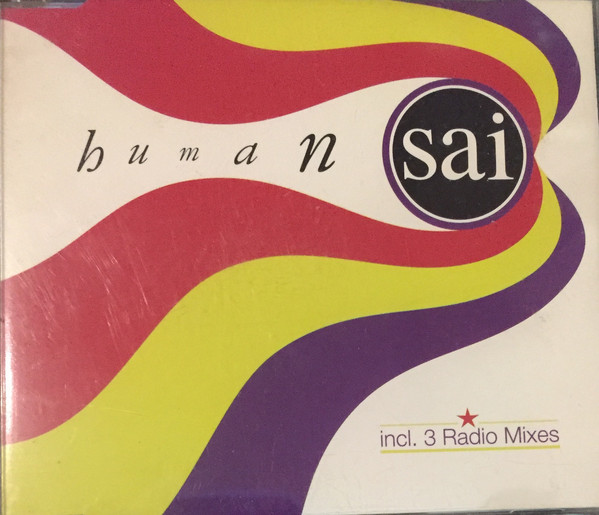 human
sai
incl. 3 Radio Mixes